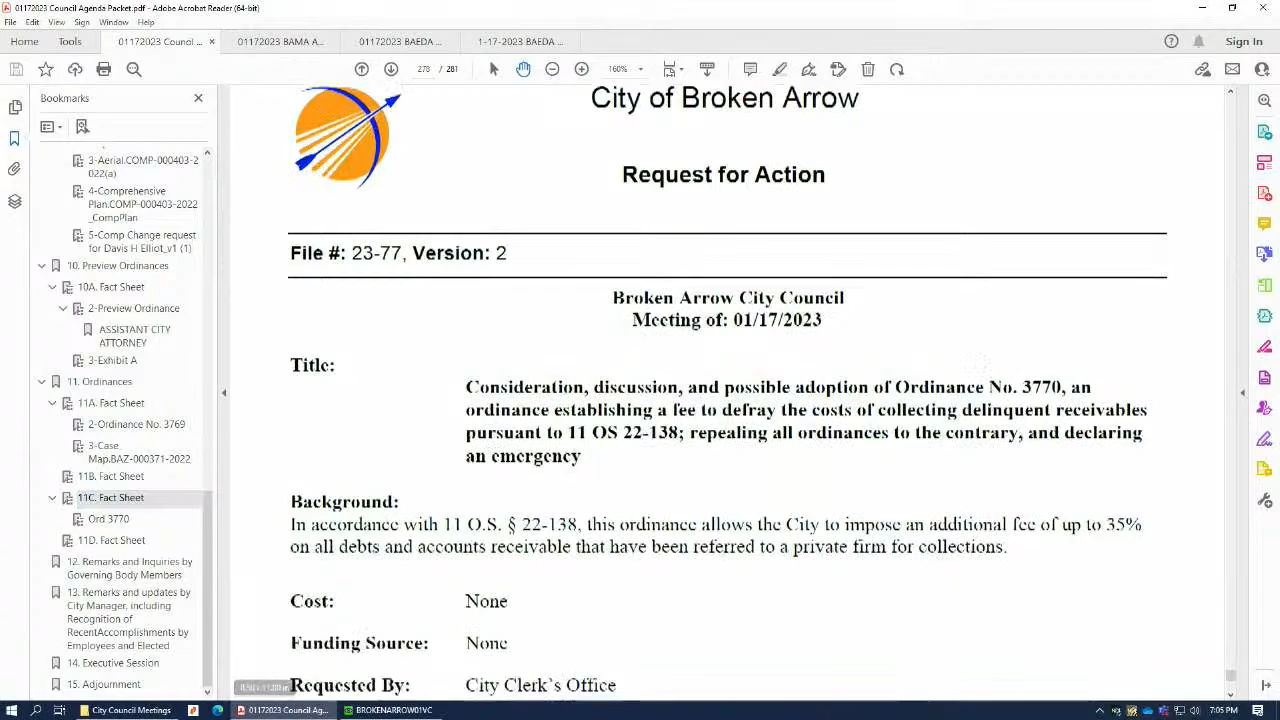 01172023 Council Agenda Packet.pdf - Adobe Acrobat Reader (64-bit)
File Edit View Sign Window Help
Home Tools 01172023 Counci... × 01172023 BAMA A... 01172023 BAEDA ... 1-17-2023 BAEDA ... Sign In
278 / 281 160%
Bookmarks
3-Aerial.COMP-000403-2
022(a)
4-Comprehensive
Plan.COMP-000403-2022
_CompPlan
5-Comp Change request
for Davis H Elliot_v1 (1)
10. Preview Ordinances
10A. Fact Sheet
2-Preview Ordinance
ASSISTANT CITY
ATTORNEY
3-Exhibit A
11. Ordinances
11A. Fact Sheet
2-Ordinance No. 3769
3-Case
Map.BAZ-000371-2022
11B. Fact Sheet
11C. Fact Sheet
Ord 3770
11D. Fact Sheet
12. Remarks and Inquiries by
Governing Body Members
13. Remarks and updates by
City Manager, including
Recognition of
RecentAccomplishments by
Employees and Elected
14. Executive Session
15. Adjournment
City of Broken Arrow
Request for Action
File #: 23-77, Version: 2
Broken Arrow City Council
Meeting of: 01/17/2023
Title:
Consideration, discussion, and possible adoption of Ordinance No. 3770, an
ordinance establishing a fee to defray the costs of collecting delinquent receivables
pursuant to 11 OS 22-138; repealing all ordinances to the contrary, and declaring
an emergency
Background:
In accordance with 11 O.S. § 22-138, this ordinance allows the City to impose an additional fee of up to 35%
on all debts and accounts receivable that have been referred to a private firm for collections.
Cost: None
Funding Source: None
Requested By: City Clerk's Office
City Council Meetings 01172023 Council Ag... BROKENARROW01VC 7:05 PM